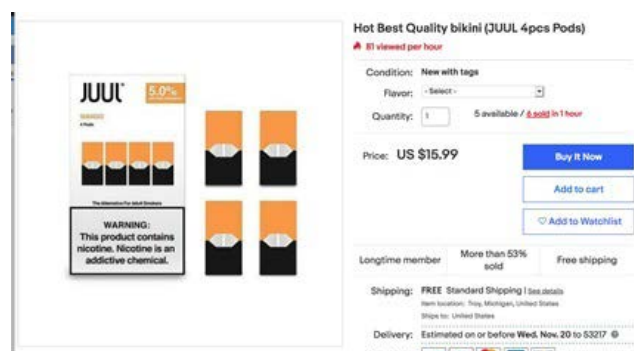 Hot Best Quality bikini (JUUL 4pcs Pods)
81 viewed per hour
JUUL
5.0%
MANGO
4 Pods
The Alternative For Adult Smokers
WARNING:
This product contains
nicotine. Nicotine is an
addictive chemical.
Condition: New with tags
Flavor: - Select -
Quantity: 1 5 available / 6 sold in 1 hour
Price: US $15.99
Buy It Now
Add to cart
Add to Watchlist
Longtime member
More than 53%
sold
Free shipping
Shipping: FREE Standard Shipping | See details
Item location: Troy, Michigan, United States
Ships to: United States
Delivery: Estimated on or before Wed. Nov. 20 to 53217